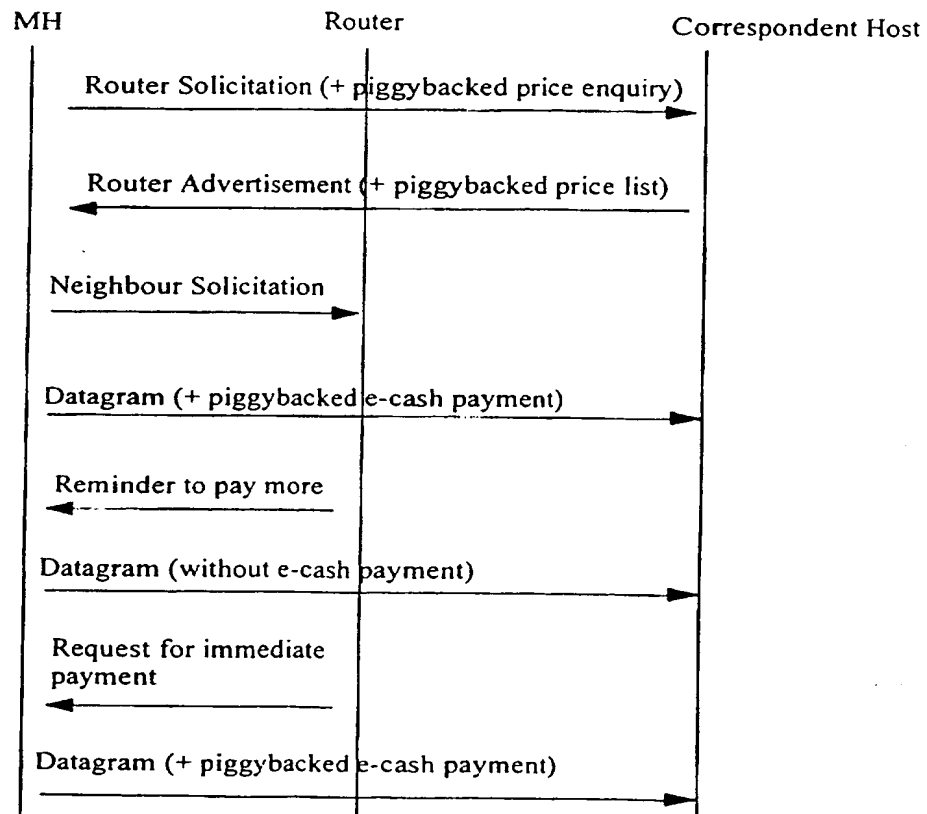 MH
Router
Correspondent Host
Router Solicitation (+ piggybacked price enquiry)
Router Advertisement (+ piggybacked price list)
Neighbour Solicitation
Datagram (+ piggybacked e-cash payment)
Reminder to pay more
Datagram (without e-cash payment)
Request for immediate
payment
Datagram (+ piggybacked e-cash payment)